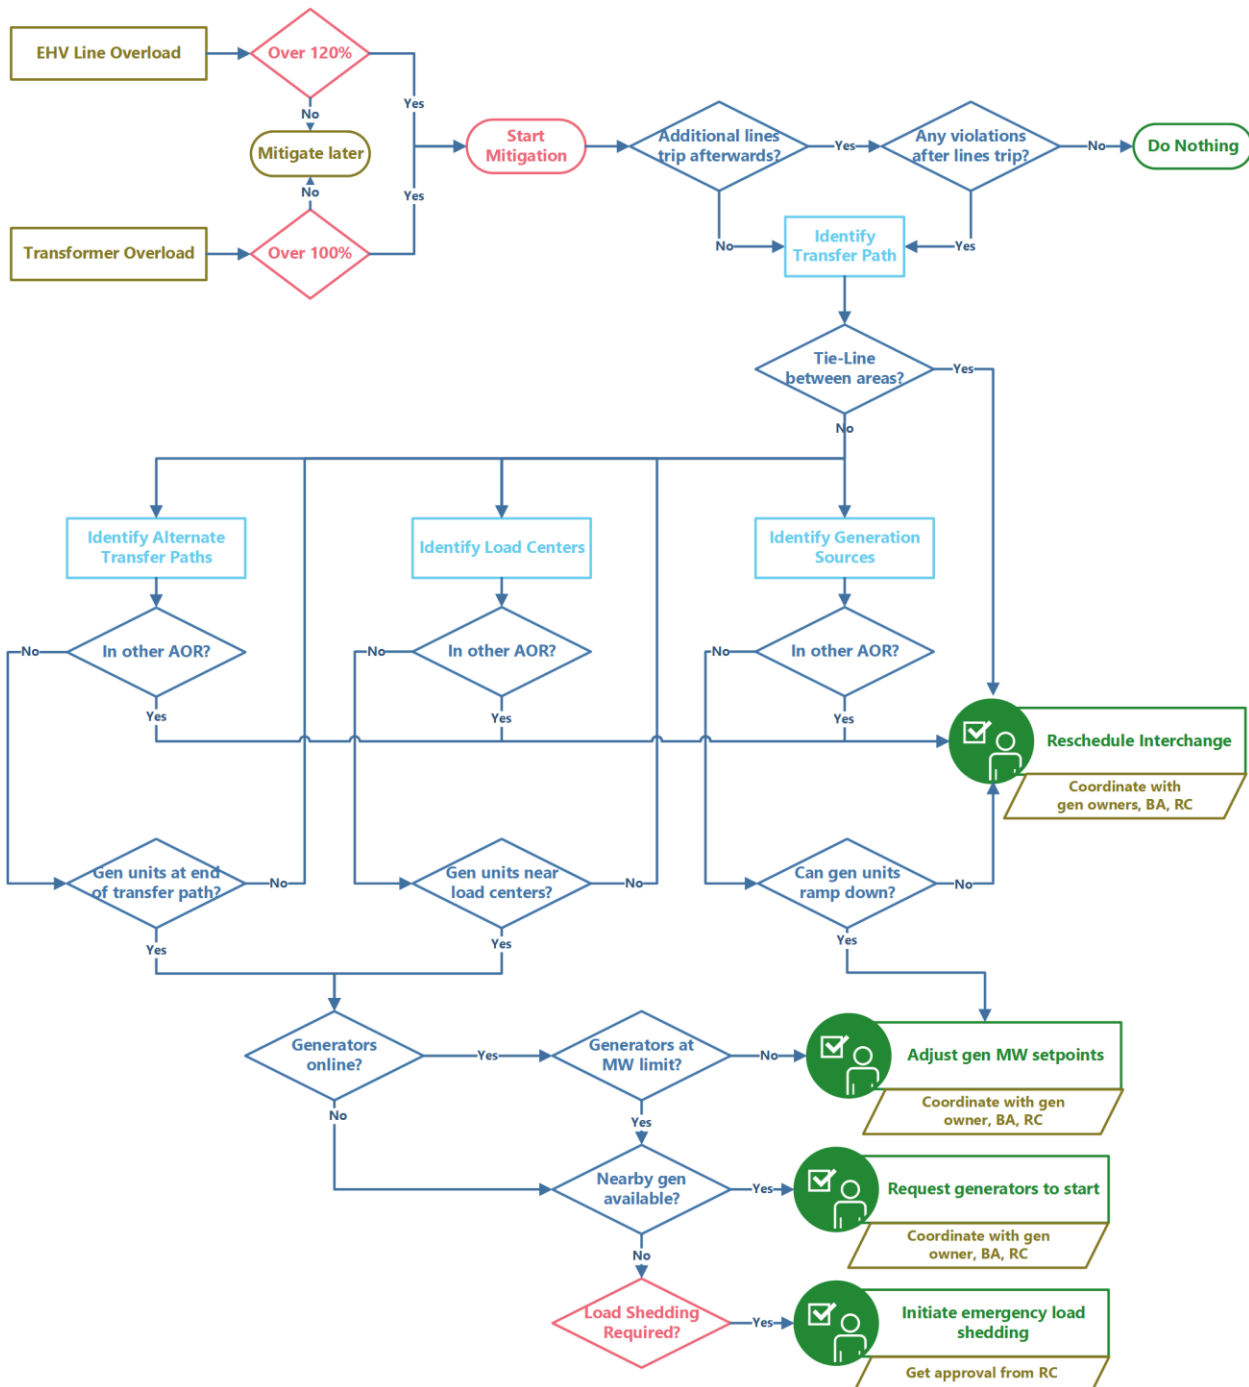 EHV Line Overload
Over 120%
Yes
No
Mitigate later
No
Yes
Transformer Overload
Over 100%
Start
Mitigation
Additional lines
trip afterwards?
Yes
Any violations
after lines trip?
No
Do Nothing
No
Identify
Transfer Path
Yes
Tie-Line
between areas?
Yes
No
Identify Alternate
Transfer Paths
Identify Load Centers
Identify Generation
Sources
No
In other AOR?
Yes
No
In other AOR?
Yes
No
In other AOR?
Yes
Reschedule Interchange
Coordinate with
gen owners, BA, RC
Gen units at end
of transfer path?
No
Yes
Gen units near
load centers?
No
Yes
Can gen units
ramp down?
No
Yes
Generators
online?
Yes
No
Generators at
MW limit?
No
Yes
Adjust gen MW setpoints
Coordinate with gen
owner, BA, RC
Nearby gen
available?
Yes
No
Request generators to start
Coordinate with gen
owner, BA, RC
Load Shedding
Required?
Yes
Initiate emergency load
shedding
Get approval from RC